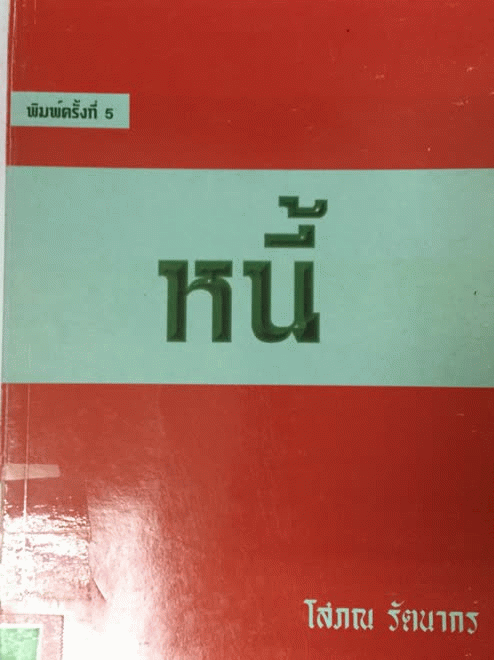 พิมพ์ครั้งที่ 5
หนี้
โสภณ รัตนากร